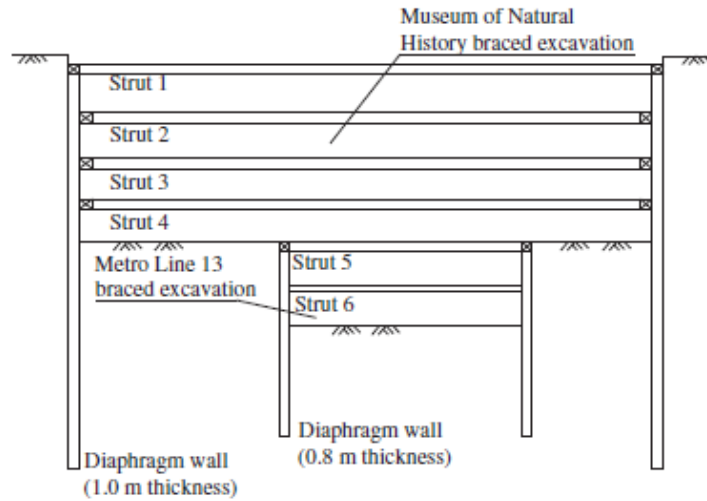 Museum of Natural
History braced excavation
Strut 1
Strut 2
Strut 3
Strut 4
Metro Line 13
braced excavation
Strut 5
Strut 6
Diaphragm wall
(0.8 m thickness)
Diaphragm wall
(1.0 m thickness)